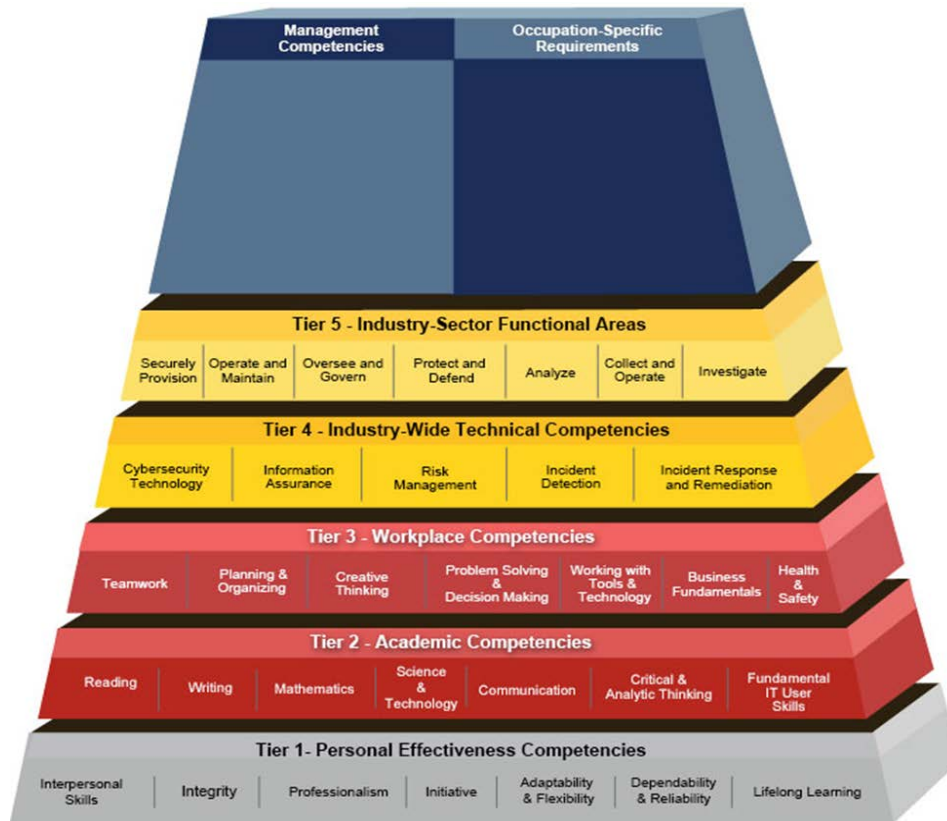 Management
Competencies
Occupation-Specific
Requirements
Tier 5 - Industry-Sector Functional Areas
Securely
Provision
Operate and
Maintain
Oversee and
Govern
Protect and
Defend
Analyze
Collect and
Operate
Investigate
Tier 4 - Industry-Wide Technical Competencies
Cybersecurity
Technology
Information
Assurance
Risk
Management
Incident
Detection
Incident Response
and Remediation
Tier 3 - Workplace Competencies
Teamwork
Planning &
Organizing
Creative
Thinking
Problem Solving
&
Decision Making
Working with
Tools &
Technology
Business
Fundamentals
Health
&
Safety
Tier 2 - Academic Competencies
Reading
Writing
Mathematics
Science
&
Technology
Communication
Critical &
Analytic Thinking
Fundamental
IT User
Skills
Tier 1- Personal Effectiveness Competencies
Interpersonal
Skills
Integrity
Professionalism
Initiative
Adaptability
& Flexibility
Dependability
& Reliability
Lifelong Learning